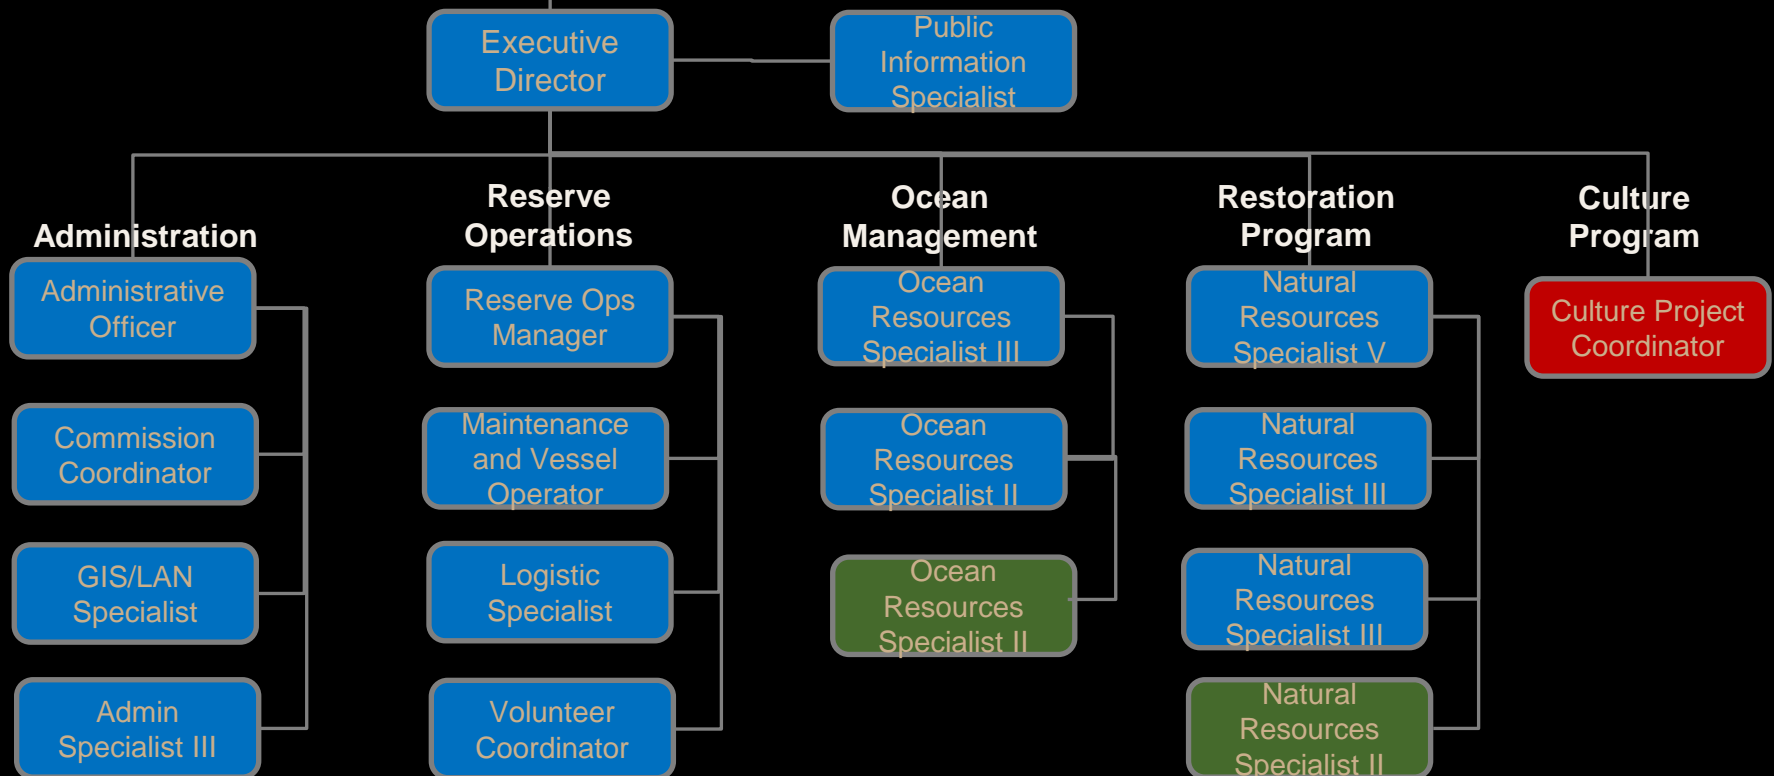 Executive
Director
Public
Information
Specialist
Administration
Administrative
Officer
Commission
Coordinator
GIS/LAN
Specialist
Admin
Specialist III
Reserve
Operations
Reserve Ops
Manager
Maintenance
and Vessel
Operator
Logistic
Specialist
Volunteer
Coordinator
Ocean
Management
Ocean
Resources
Specialist III
Ocean
Resources
Specialist II
Ocean
Resources
Specialist II
Restoration
Program
Natural
Resources
Specialist V
Natural
Resources
Specialist III
Natural
Resources
Specialist III
Natural
Resources
Specialist II
Culture
Program
Culture Project
Coordinator